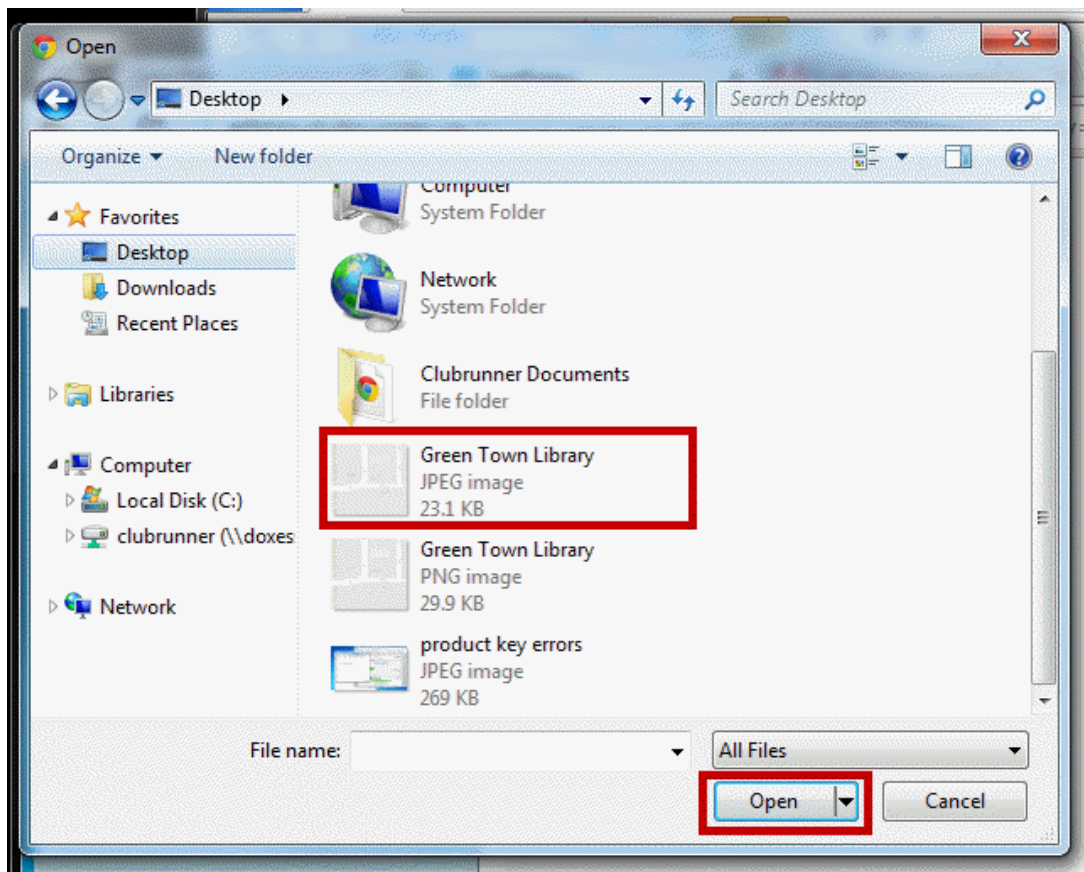 Open
Desktop
Search Desktop
Organize
New folder
Favorites
Desktop
Downloads
Recent Places
Libraries
Computer
Local Disk (C:)
clubrunner (\\doxes
Network
Computer
System Folder
Network
System Folder
Clubrunner Documents
File folder
Green Town Library
JPEG image
23.1 KB
Green Town Library
PNG image
29.9 KB
product key errors
JPEG image
269 KB
File name:
All Files
Open
Cancel